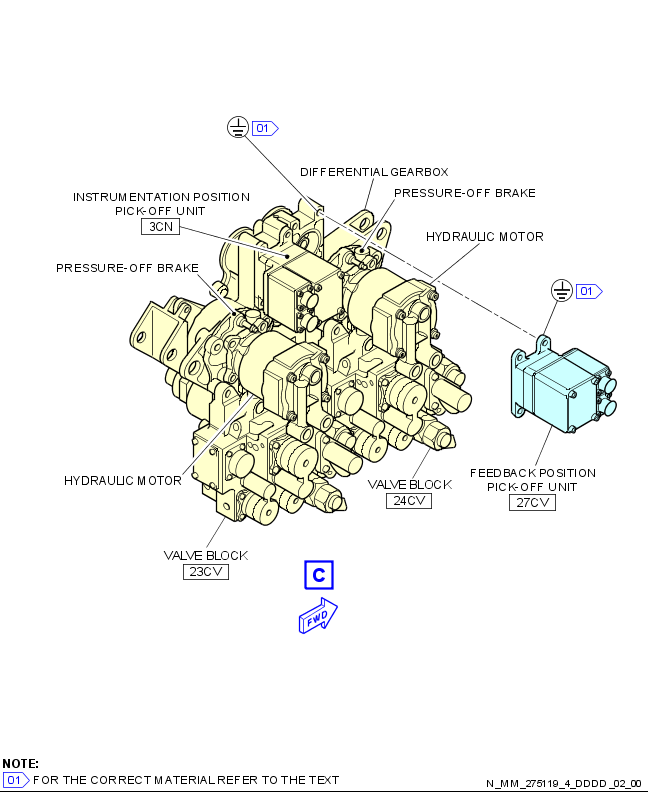 01
DIFFERENTIAL GEARBOX
PRESSURE-OFF BRAKE
INSTRUMENTATION POSITION
PICK-OFF UNIT
3CN
HYDRAULIC MOTOR
PRESSURE-OFF BRAKE
01
HYDRAULIC MOTOR
VALVE BLOCK
24CV
FEEDBACK POSITION
PICK-OFF UNIT
27CV
VALVE BLOCK
23CV
C
FWD
NOTE:
01 FOR THE CORRECT MATERIAL REFER TO THE TEXT
N_MM_275119_4_DDDD_02_00